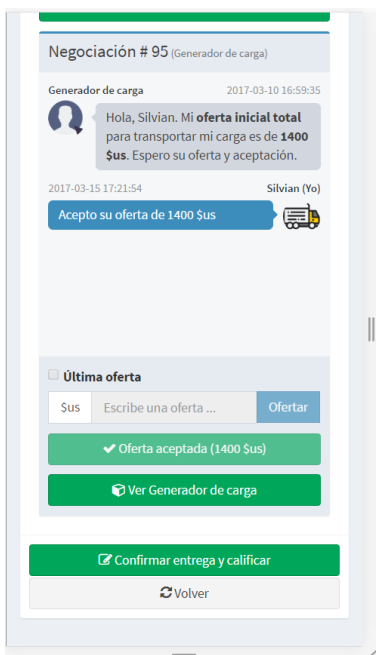 Negociación # 95 (Generador de carga)
Generador de carga 2017-03-10 16:59:35
Hola, Silvian. Mi oferta inicial total
para transportar mi carga es de 1400
$us. Espero su oferta y aceptación.
2017-03-15 17:21:54 Silvian (Yo)
Acepto su oferta de 1400 $us
Última oferta
$us Escribe una oferta ... Ofertar
Oferta aceptada (1400 $us)
Ver Generador de carga
Confirmar entrega y calificar
Volver